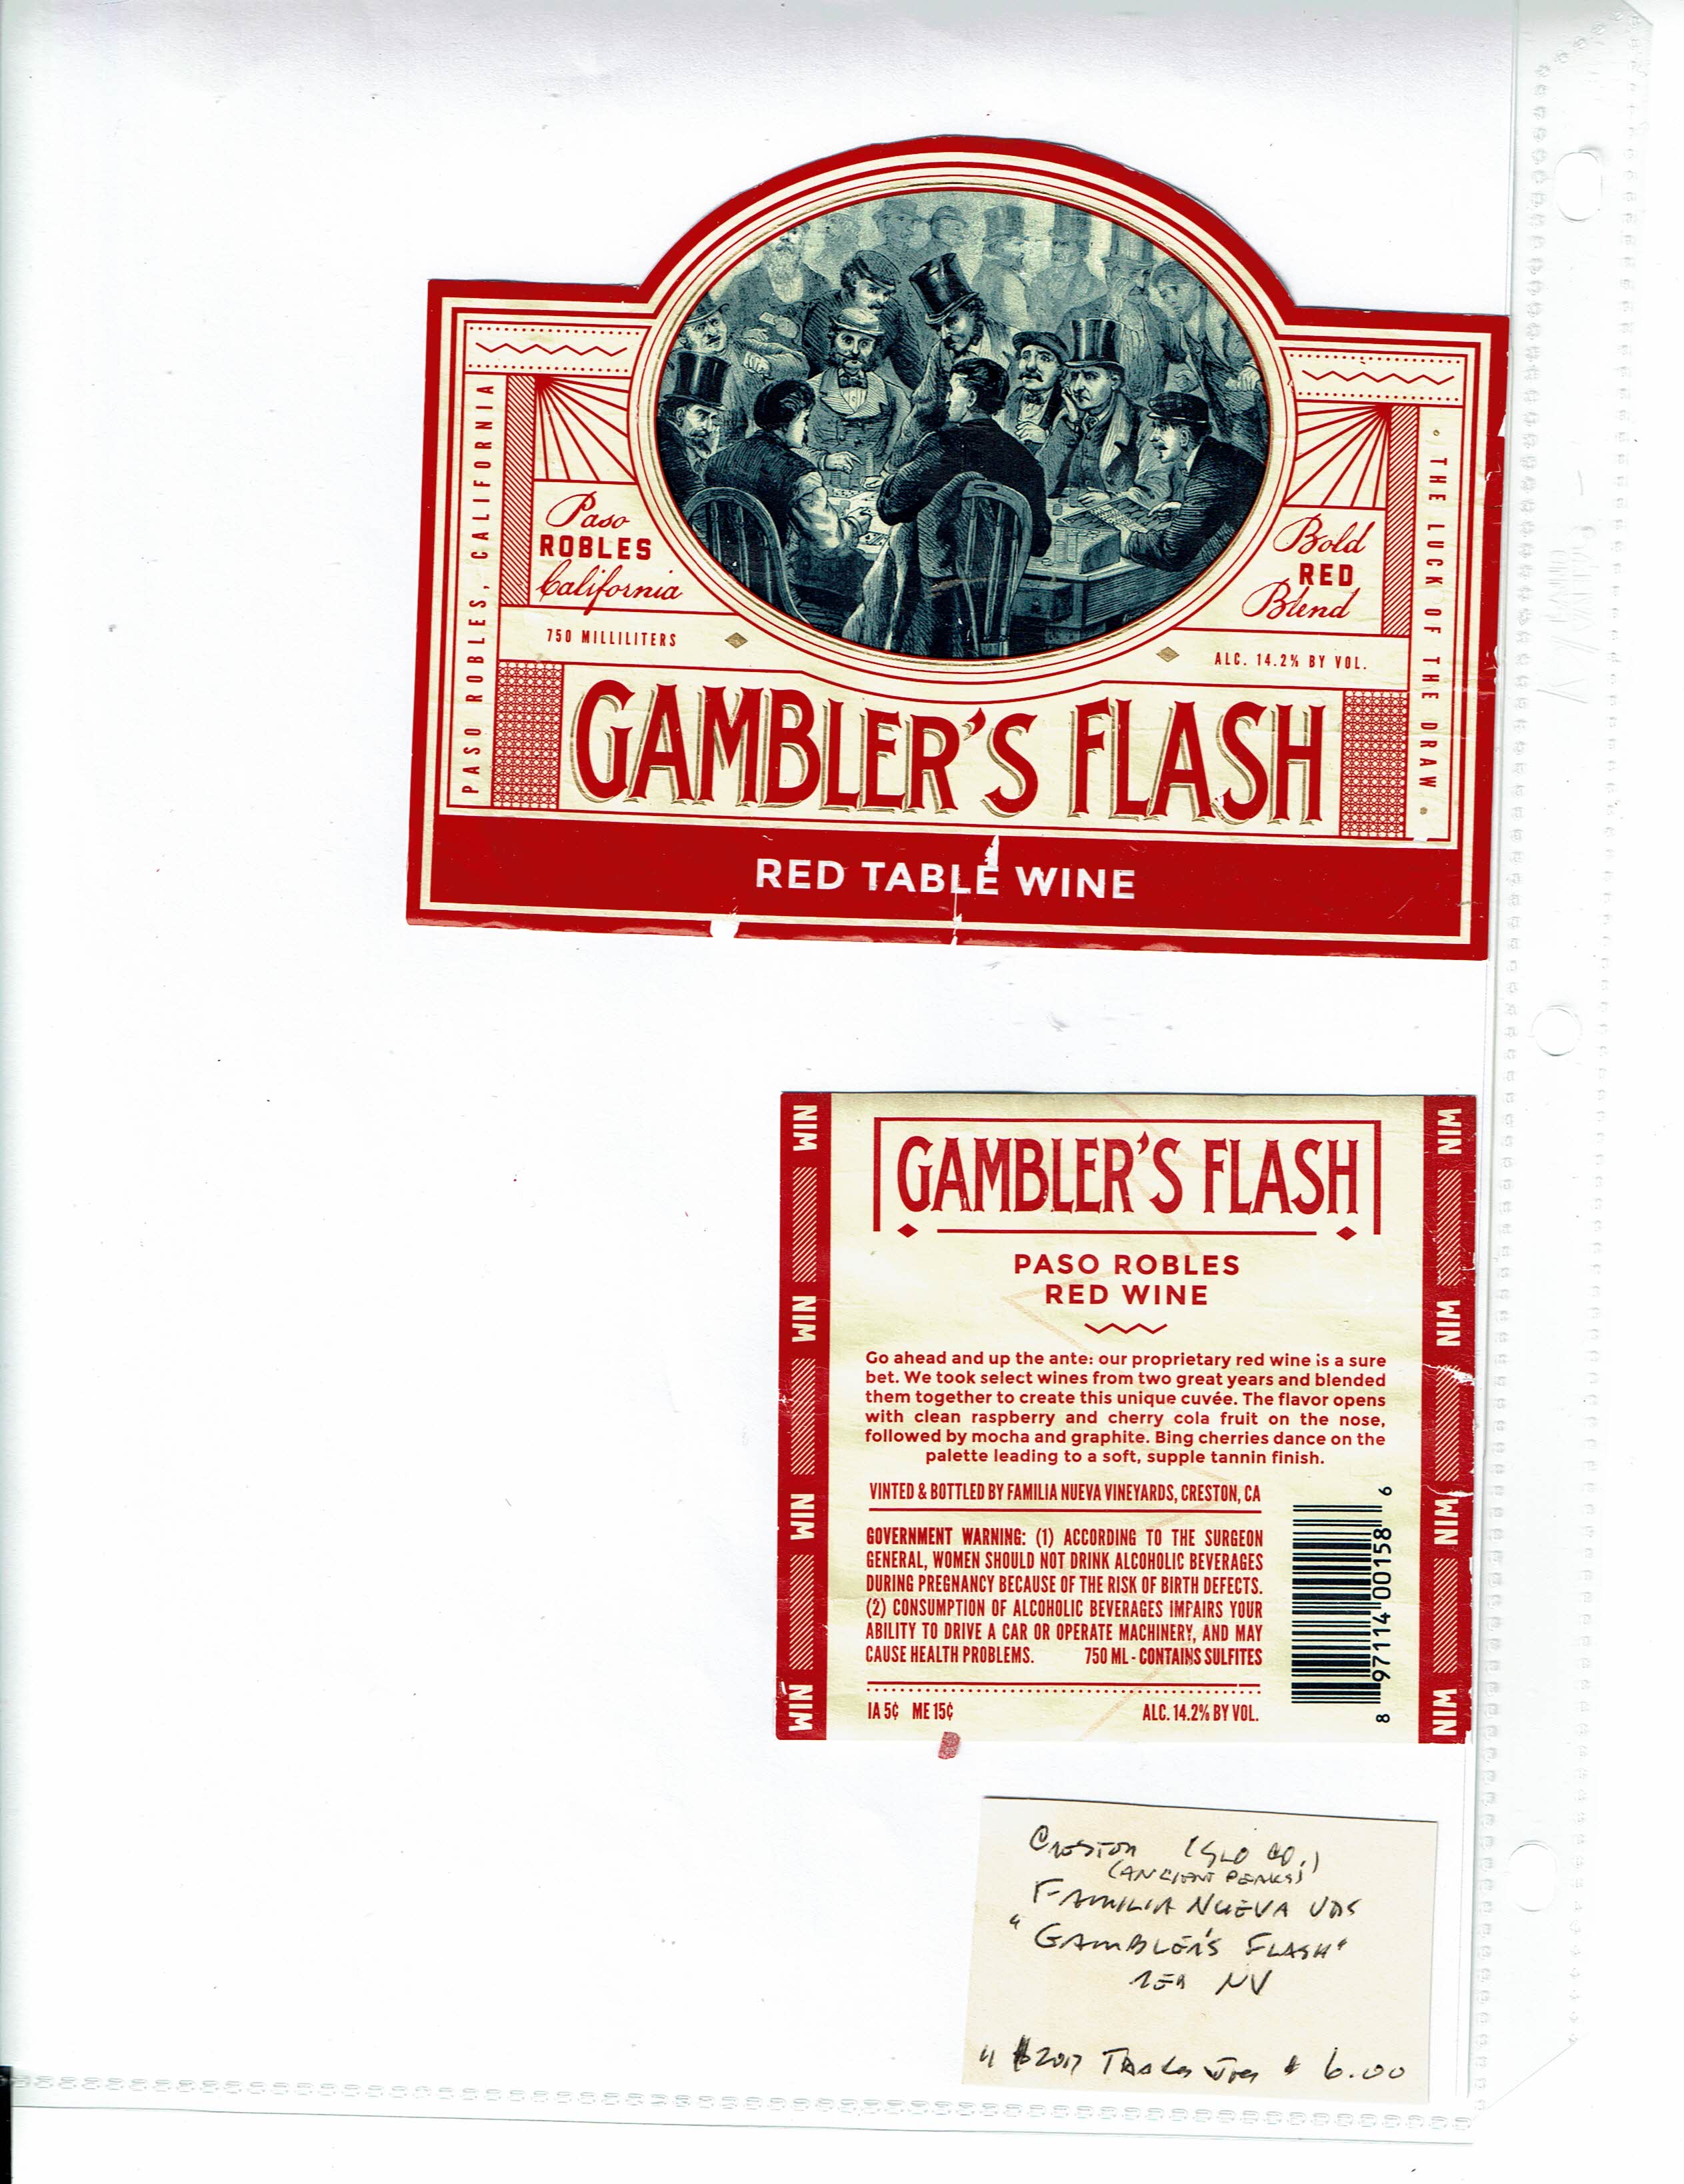 PASO ROBLES, CALIFORNIA
Paso
ROBLES
California
750 MILLILITERS
Bold
RED
Blend
ALC. 14.2% BY VOL.
• THE LUCK OF THE DRAW •
GAMBLER'S FLASH
RED TABLE WINE
WIN WIN WIN WIN
GAMBLER'S FLASH
PASO ROBLES
RED WINE
Go ahead and up the ante: our proprietary red wine is a sure
bet. We took select wines from two great years and blended
them together to create this unique cuvée. The flavor opens
with clean raspberry and cherry cola fruit on the nose,
followed by mocha and graphite. Bing cherries dance on the
palette leading to a soft, supple tannin finish.
VINTED & BOTTLED BY FAMILIA NUEVA VINEYARDS, CRESTON, CA
GOVERNMENT WARNING: (1) ACCORDING TO THE SURGEON
GENERAL, WOMEN SHOULD NOT DRINK ALCOHOLIC BEVERAGES
DURING PREGNANCY BECAUSE OF THE RISK OF BIRTH DEFECTS.
(2) CONSUMPTION OF ALCOHOLIC BEVERAGES IMPAIRS YOUR
ABILITY TO DRIVE A CAR OR OPERATE MACHINERY, AND MAY
CAUSE HEALTH PROBLEMS. 750 ML - CONTAINS SULFITES
IA 5¢ ME 15¢ ALC. 14.2% BY VOL.
8 97114 00158 6
WIN WIN WIN WIN
CRESTON (SLO CO.)
(ANCIENT PEAKS)
FAMILIA NUEVA VDS
"GAMBLER'S FLASH"
RED NV
2017 TRADER JOES $6.00